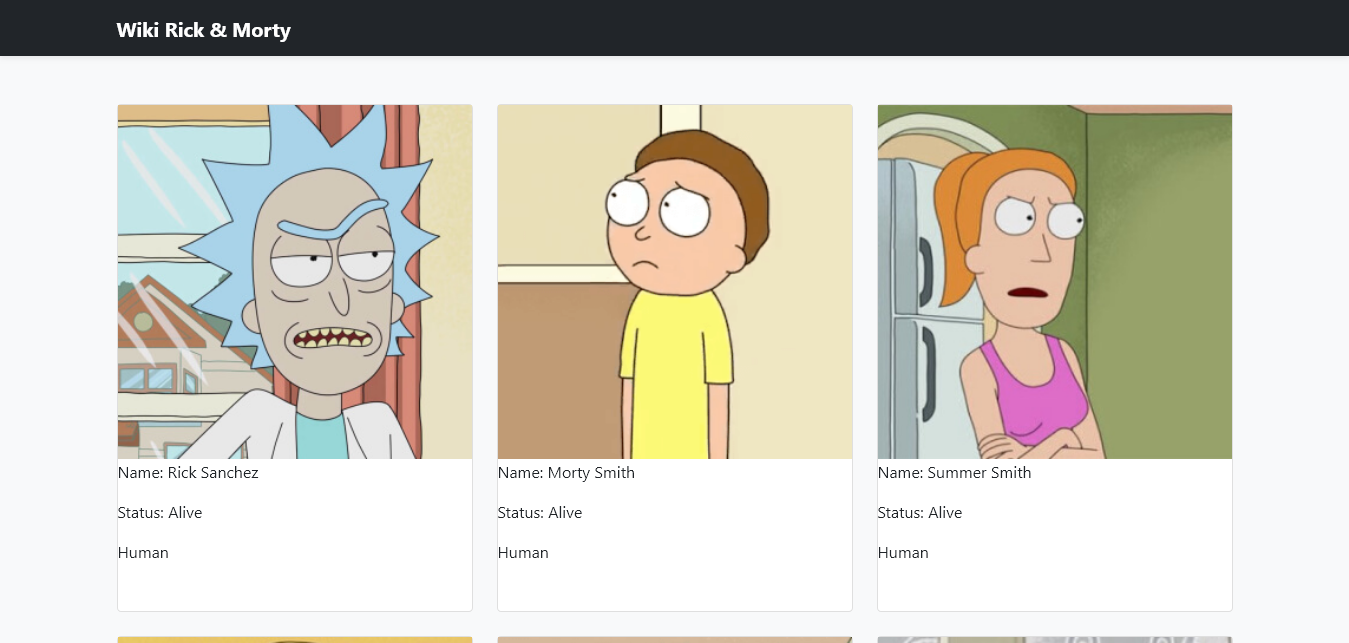 Wiki Rick & Morty
Name: Rick Sanchez
Status: Alive
Human
Name: Morty Smith
Status: Alive
Human
Name: Summer Smith
Status: Alive
Human